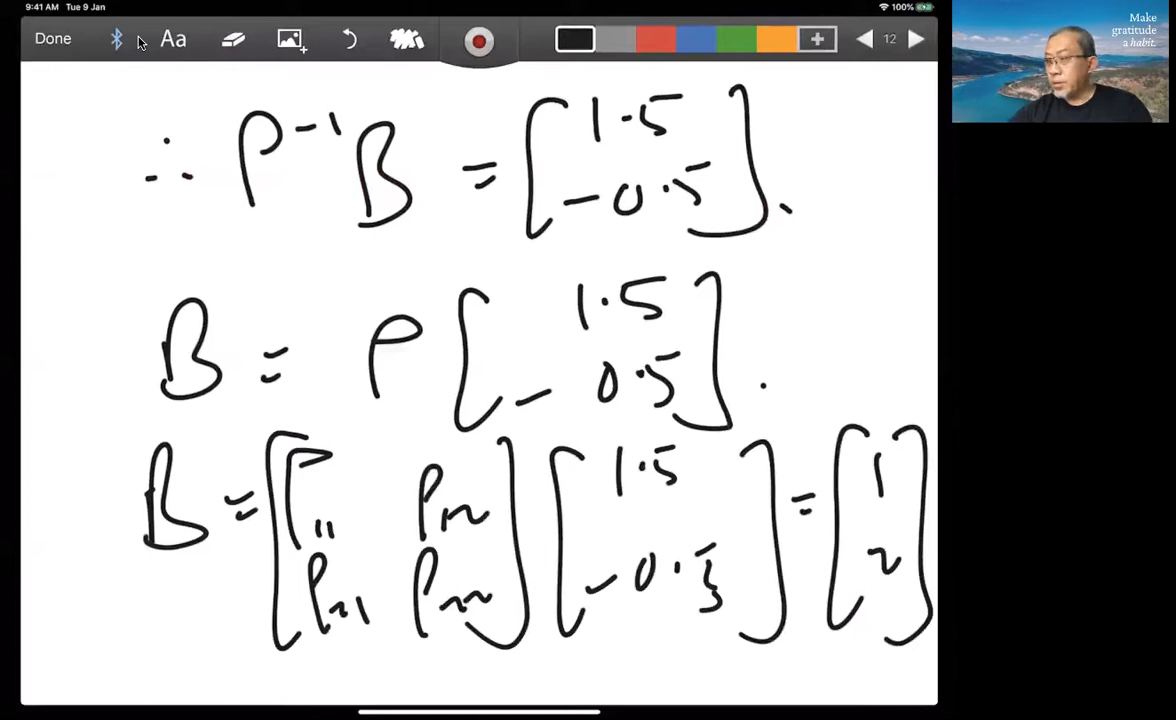 9:41 AM Tue 9 Jan
100%
Done
Aa
12
Make
gratitude
a habit.
∴ P⁻¹B = [1.5
-0.5].
B = P [1.5
-0.5].
B = [P₁₁ P₁₂
P₂₁ P₂₂] [1.5
-0.5] = [1
2]